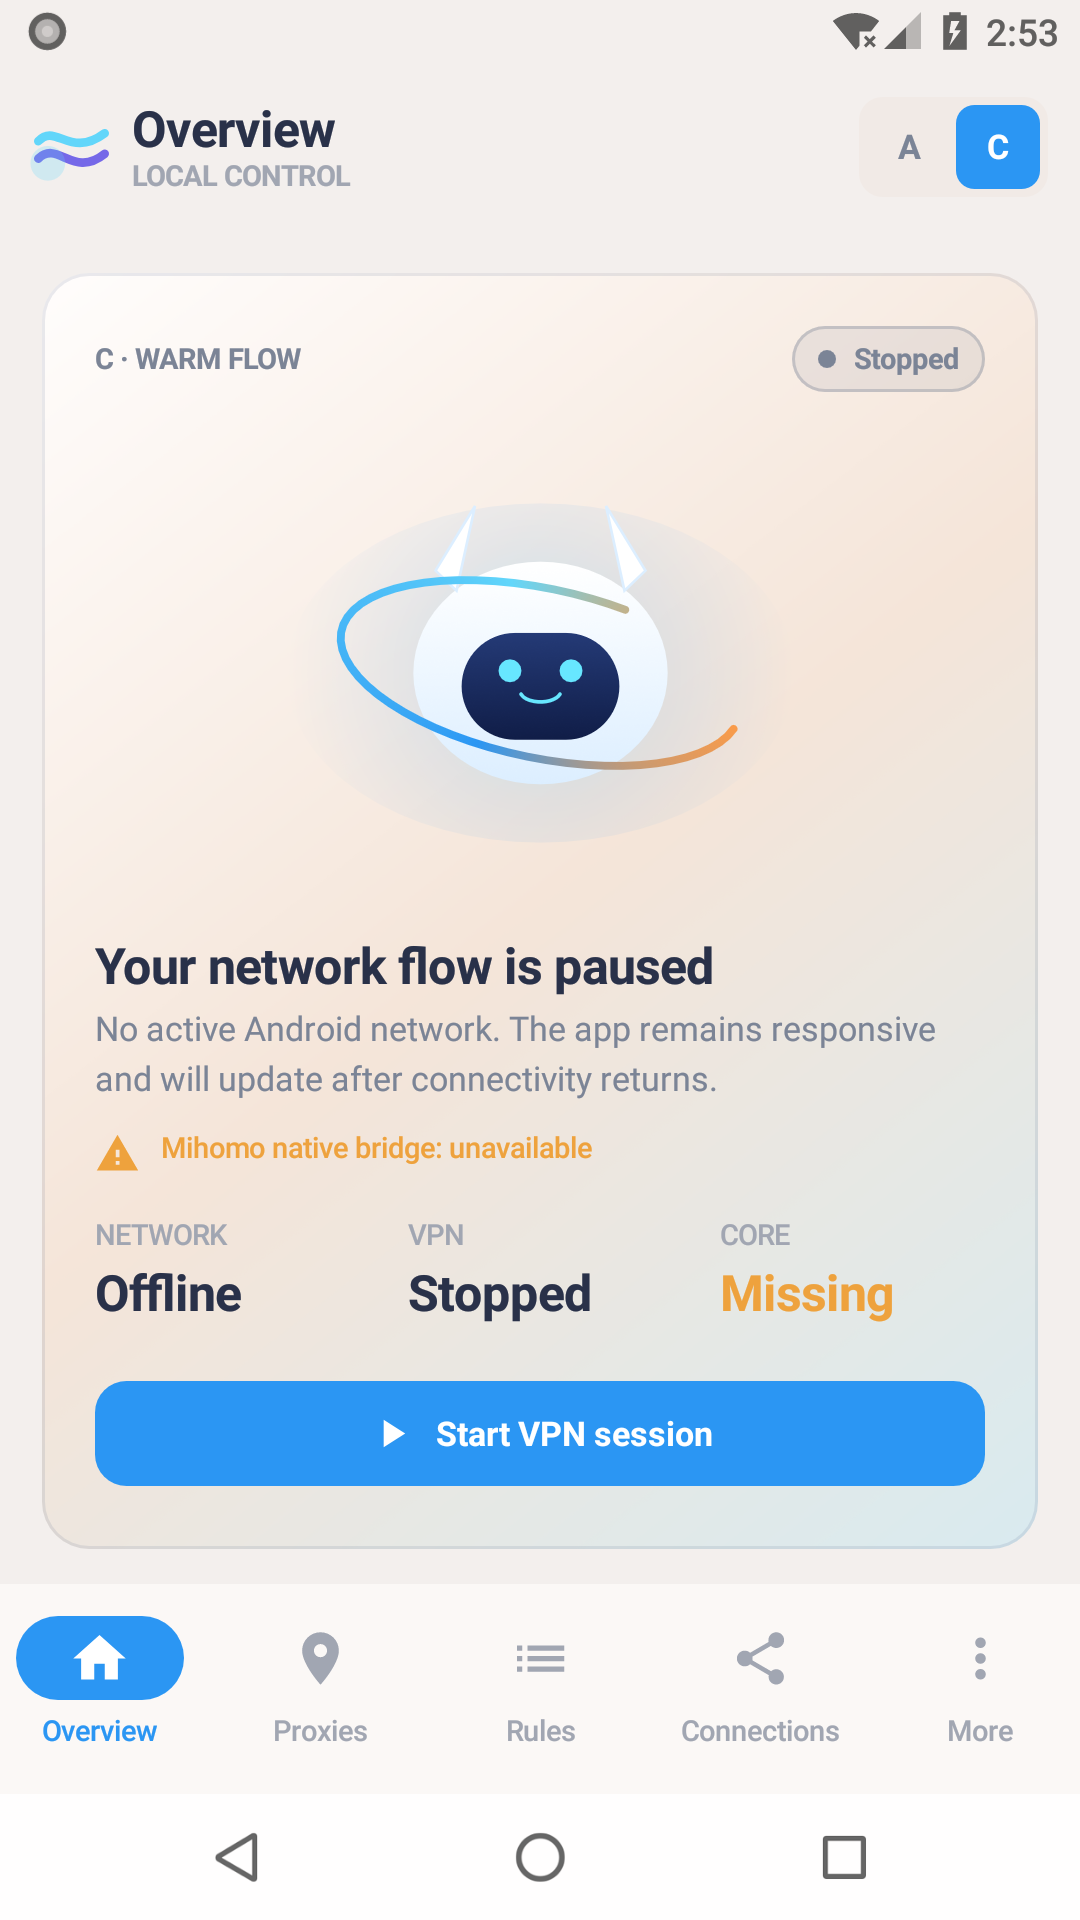 2:53
Overview
LOCAL CONTROL
A
C
C · WARM FLOW
Stopped
Your network flow is paused
No active Android network. The app remains responsive
and will update after connectivity returns.
Mihomo native bridge: unavailable
NETWORK
VPN
CORE
Offline
Stopped
Missing
Start VPN session
Overview
Proxies
Rules
Connections
More